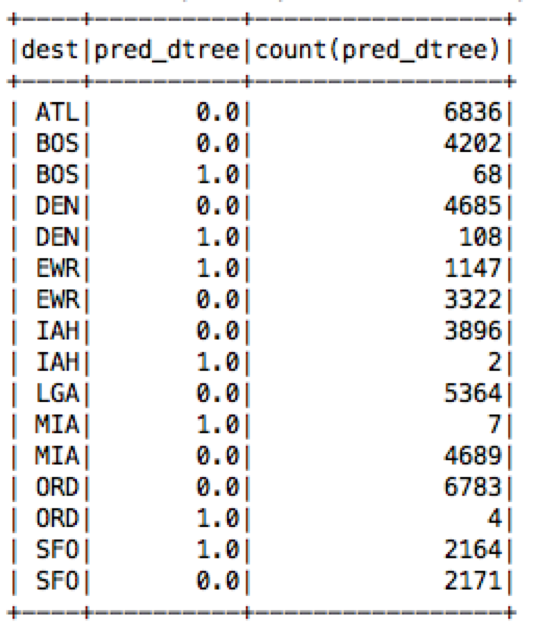 +----+----------+-----------------+
|dest|pred_dtree|count(pred_dtree)|
+----+----------+-----------------+
| ATL|       0.0|             6836|
| BOS|       0.0|             4202|
| BOS|       1.0|               68|
| DEN|       0.0|             4685|
| DEN|       1.0|              108|
| EWR|       1.0|             1147|
| EWR|       0.0|             3322|
| IAH|       0.0|             3896|
| IAH|       1.0|                2|
| LGA|       0.0|             5364|
| MIA|       1.0|                7|
| MIA|       0.0|             4689|
| ORD|       0.0|             6783|
| ORD|       1.0|                4|
| SFO|       1.0|             2164|
| SFO|       0.0|             2171|
+----+----------+-----------------+